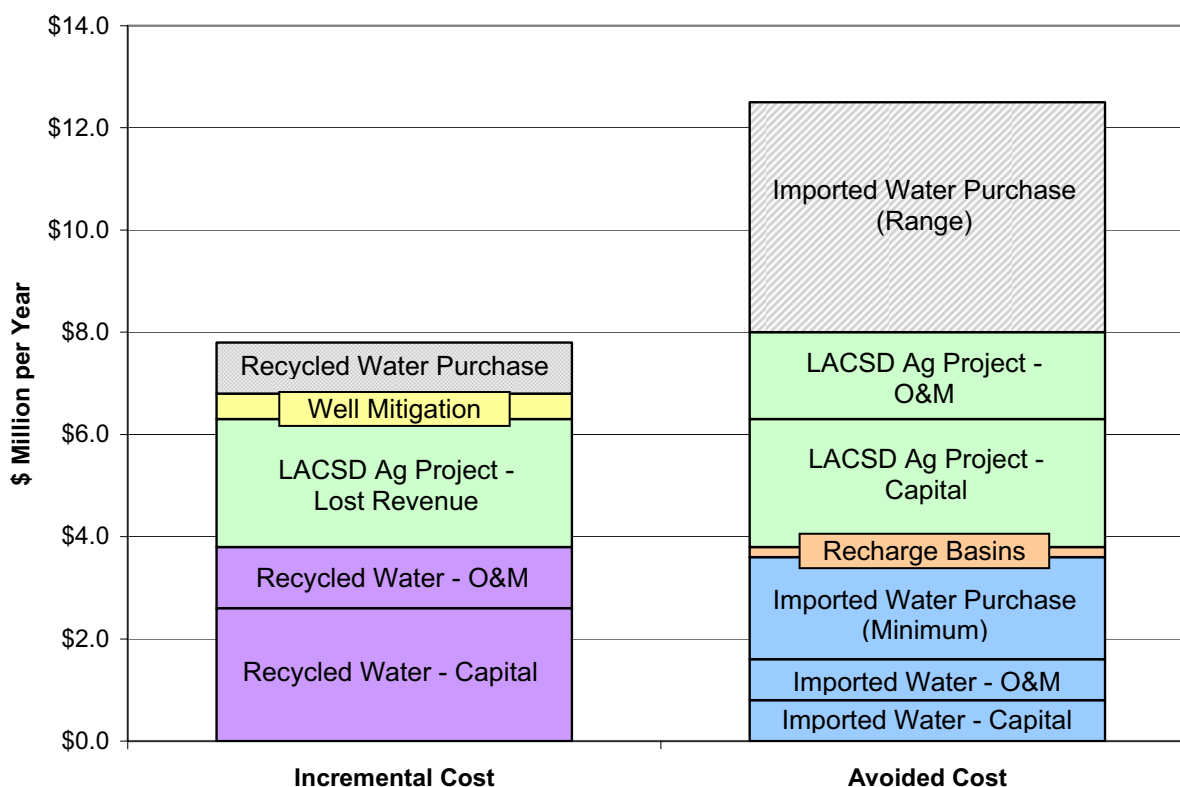 $14.0
$12.0
$10.0
$8.0
$6.0
$4.0
$2.0
$0.0
$ Million per Year
Recycled Water Purchase
Well Mitigation
LACSD Ag Project -
Lost Revenue
Recycled Water - O&M
Recycled Water - Capital
Imported Water Purchase
(Range)
LACSD Ag Project -
O&M
LACSD Ag Project -
Capital
Recharge Basins
Imported Water Purchase
(Minimum)
Imported Water - O&M
Imported Water - Capital
Incremental Cost
Avoided Cost